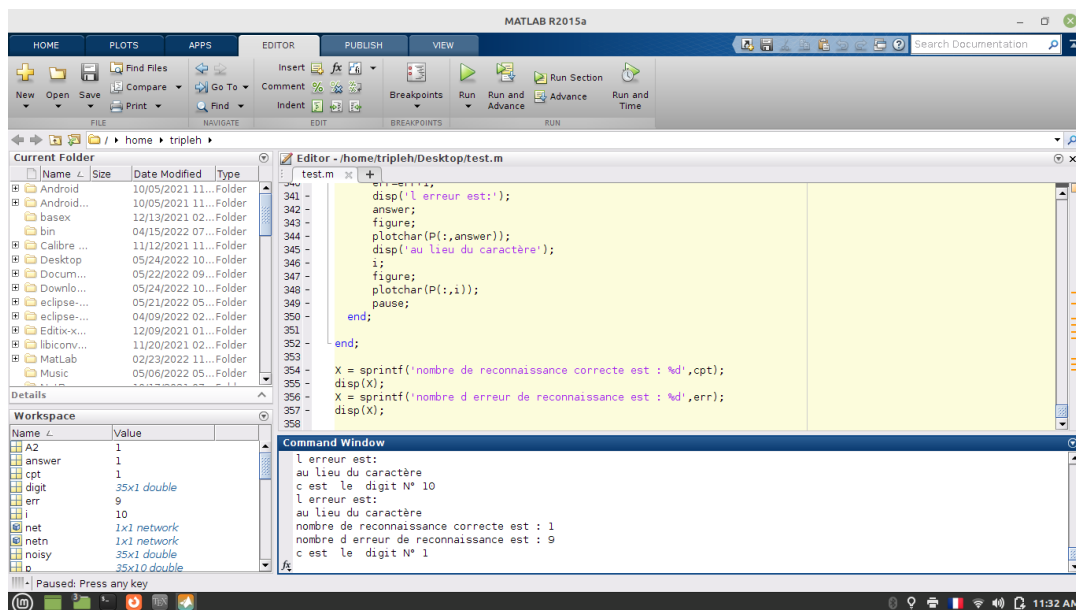 MATLAB R2015a
HOME PLOTS APPS EDITOR PUBLISH VIEW Search Documentation
New Open Save Find Files Compare Print Go To Find Insert fx Comment Indent Breakpoints Run Run and Advance Run Section Advance Run and Time
FILE NAVIGATE EDIT BREAKPOINTS RUN
/ home tripleh
Current Folder
Name Size Date Modified Type
Android 10/05/2021 11... Folder
Android... 10/05/2021 11... Folder
basex 12/13/2021 02... Folder
bin 04/15/2022 07... Folder
Calibre ... 11/12/2021 11... Folder
Desktop 05/24/2022 10... Folder
Docum... 05/22/2022 09... Folder
Downlo... 05/24/2022 10... Folder
eclipse-... 05/21/2022 05... Folder
eclipse-... 04/09/2022 02... Folder
Editix-x... 12/09/2021 01... Folder
libiconv... 11/20/2021 02... Folder
MatLab 02/23/2022 11... Folder
Music 05/06/2022 05... Folder
Details
Workspace
Name Value
A2 1
answer 1
cpt 1
digit 35x1 double
err 9
i 10
net 1x1 network
netn 1x1 network
noisy 35x1 double
p 35x10 double
Editor - /home/tripleh/Desktop/test.m
test.m × +
340 err=err+1;
341 – disp('l erreur est:');
342 – answer;
343 – figure;
344 – plotchar(P(:,answer));
345 – disp('au lieu du caractère');
346 – i;
347 – figure;
348 – plotchar(P(:,i));
349 – pause;
350 – end;
351
352 – end;
353
354 – X = sprintf('nombre de reconnaissance correcte est : %d',cpt);
355 – disp(X);
356 – X = sprintf('nombre d erreur de reconnaissance est : %d',err);
357 – disp(X);
358
Command Window
l erreur est:
au lieu du caractère
c est le digit N° 10
l erreur est:
au lieu du caractère
nombre de reconnaissance correcte est : 1
nombre d erreur de reconnaissance est : 9
c est le digit N° 1
fx
Paused: Press any key
3 TEX 11:32 AM